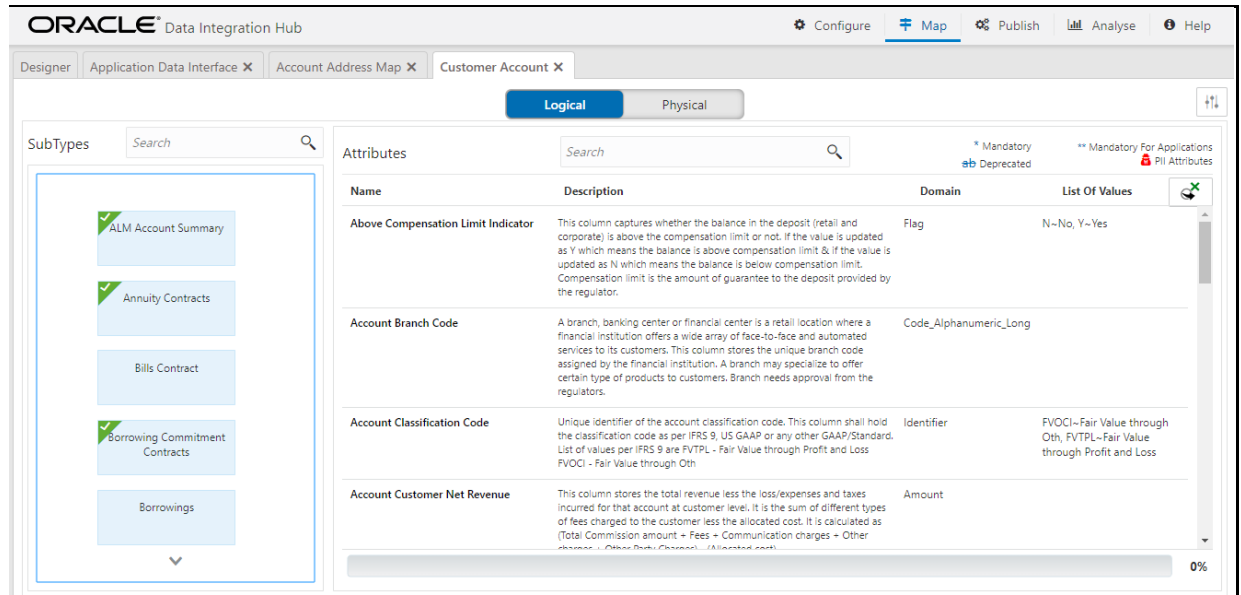 ORACLE® Data Integration Hub
Configure
Map
Publish
Analyse
Help
Designer
Application Data Interface
Account Address Map
Customer Account
Logical
Physical
SubTypes
Search
Attributes
Search
* Mandatory
** Mandatory For Applications
ab Deprecated
PII Attributes
Name
Description
Domain
List Of Values
ALM Account Summary
Annuity Contracts
Bills Contract
Borrowing Commitment
Contracts
Borrowings
Above Compensation Limit Indicator
This column captures whether the balance in the deposit (retail and
corporate) is above the compensation limit or not. If the value is updated
as Y which means the balance is above compensation limit & if the value is
updated as N which means the balance is below compensation limit.
Compensation limit is the amount of guarantee to the deposit provided by
the regulator.
Flag
N~No, Y~Yes
Account Branch Code
A branch, banking center or financial center is a retail location where a
financial institution offers a wide array of face-to-face and automated
services to its customers. This column stores the unique branch code
assigned by the financial institution. A branch may specialize to offer
certain type of products to customers. Branch needs approval from the
regulators.
Code_Alphanumeric_Long
Account Classification Code
Unique identifier of the account classification code. This column shall hold
the classification code as per IFRS 9, US GAAP or any other GAAP/Standard.
List of values per IFRS 9 are FVTPL - Fair Value through Profit and Loss
FVOCI - Fair Value through Oth
Identifier
FVOCI~Fair Value through
Oth, FVTPL~Fair Value
through Profit and Loss
Account Customer Net Revenue
This column stores the total revenue less the loss/expenses and taxes
incurred for that account at customer level. It is the sum of different types
of fees charged to the customer less the allocated cost. It is calculated as
(Total Commission amount + Fees + Communication charges + Other
charges + Other Party Charges) - (Allocated cost)
Amount
0%